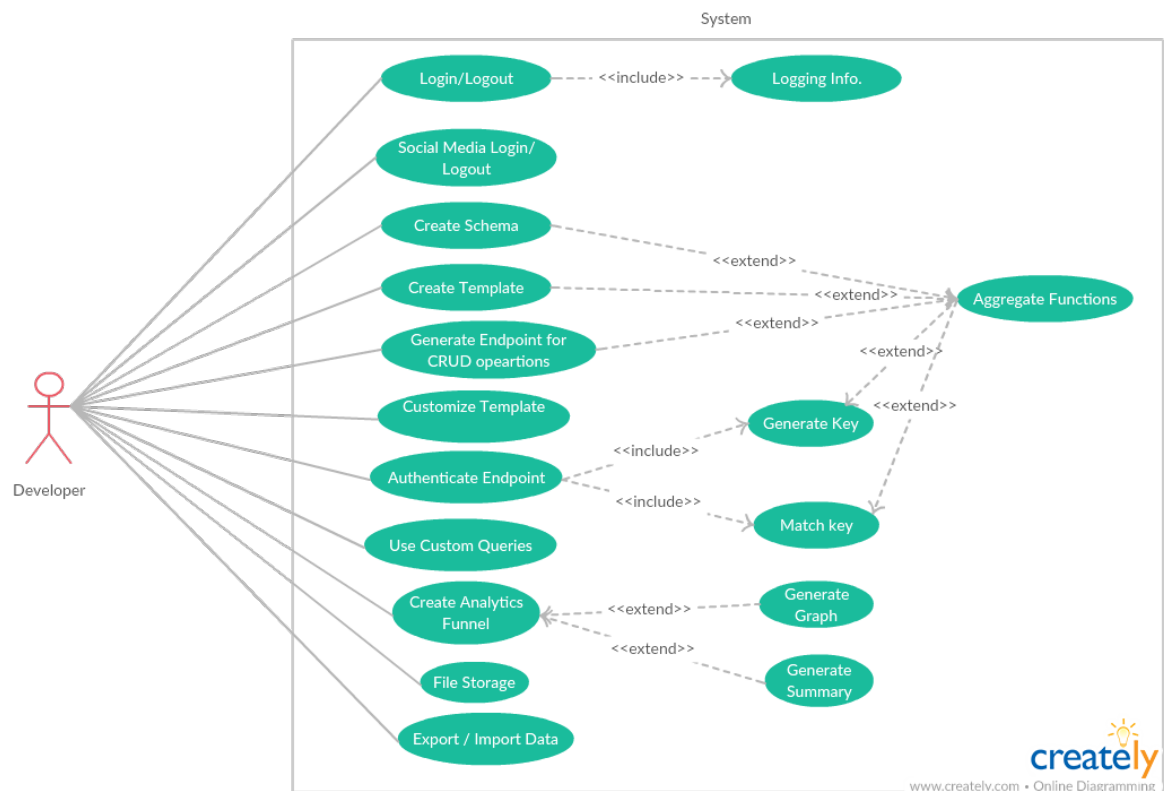 System
Login/Logout
<<include>>
Logging Info.
Social Media Login/
Logout
Create Schema
<<extend>>
Create Template
<<extend>>
Aggregate Functions
Generate Endpoint for
CRUD opeartions
<<extend>>
<<extend>>
Customize Template
<<extend>>
Generate Key
Authenticate Endpoint
<<include>>
<<include>>
Match key
Developer
Use Custom Queries
Create Analytics
Funnel
<<extend>>
Generate
Graph
<<extend>>
File Storage
Generate
Summary
Export / Import Data
creately
www.creately.com • Online Diagramming